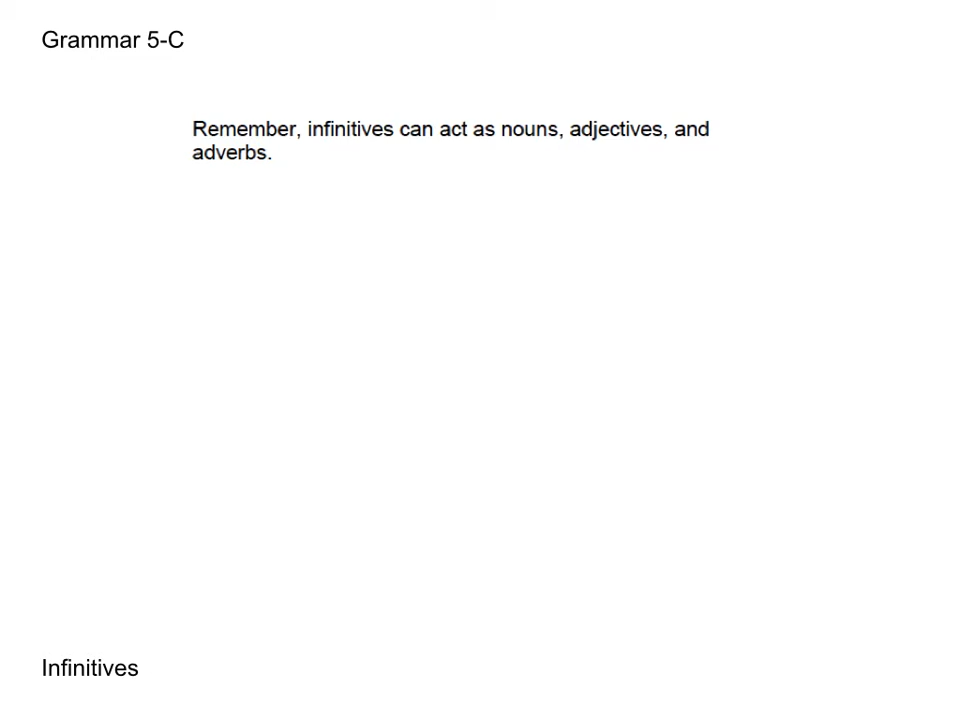 Grammar 5-C
Remember, infinitives can act as nouns, adjectives, and
adverbs.
Infinitives